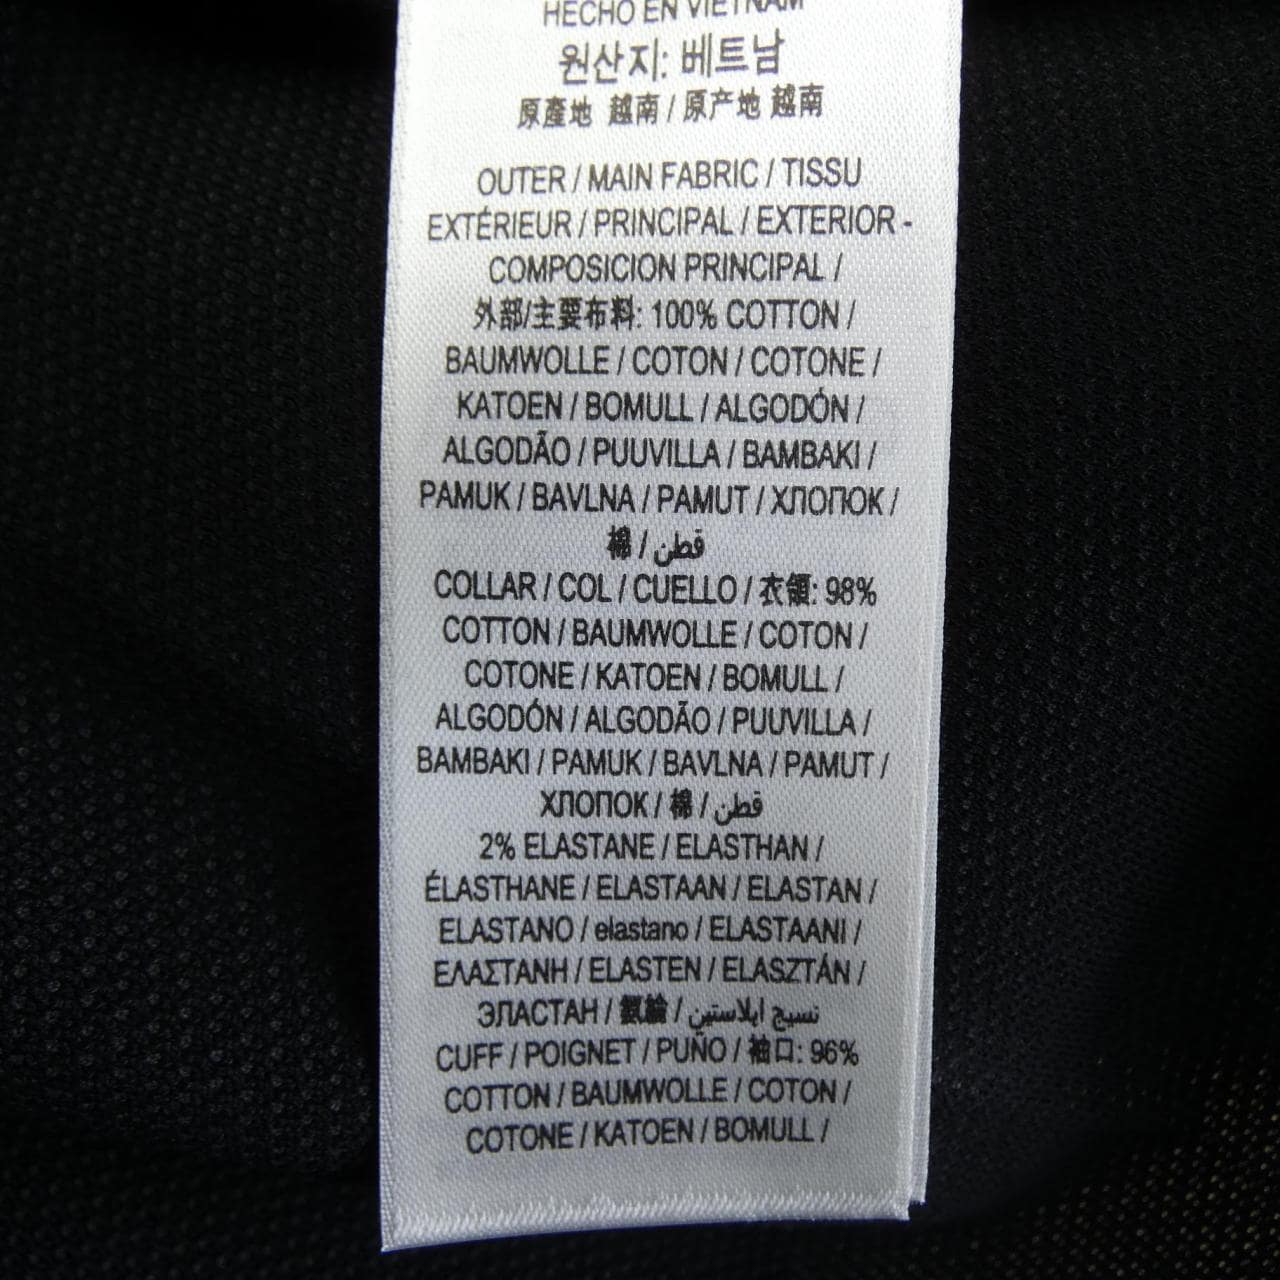 HECHO EN VIETNAM
원산지: 베트남
原產地 越南 / 原产地 越南
OUTER / MAIN FABRIC / TISSU
EXTÉRIEUR / PRINCIPAL / EXTERIOR -
COMPOSICION PRINCIPAL /
外部/主要布料: 100% COTTON /
BAUMWOLLE / COTON / COTONE /
KATOEN / BOMULL / ALGODÓN /
ALGODÃO / PUUVILLA / BAMBAKI /
PAMUK / BAVLNA / PAMUT / ХЛОПОК /
棉 / قطن
COLLAR / COL / CUELLO / 衣領: 98%
COTTON / BAUMWOLLE / COTON /
COTONE / KATOEN / BOMULL /
ALGODÓN / ALGODÃO / PUUVILLA /
BAMBAKI / PAMUK / BAVLNA / PAMUT /
ХЛОПОК / 棉 / قطن
2% ELASTANE / ELASTHAN /
ÉLASTHANE / ELASTAAN / ELASTAN /
ELASTANO / elastano / ELASTAANI /
ΕΛΑΣΤΑΝΗ / ELASTEN / ELASZTÁN /
ЭЛАСТАН / 氨綸 / نسيج ايلاستين
CUFF / POIGNET / PUÑO / 袖口: 96%
COTTON / BAUMWOLLE / COTON /
COTONE / KATOEN / BOMULL /